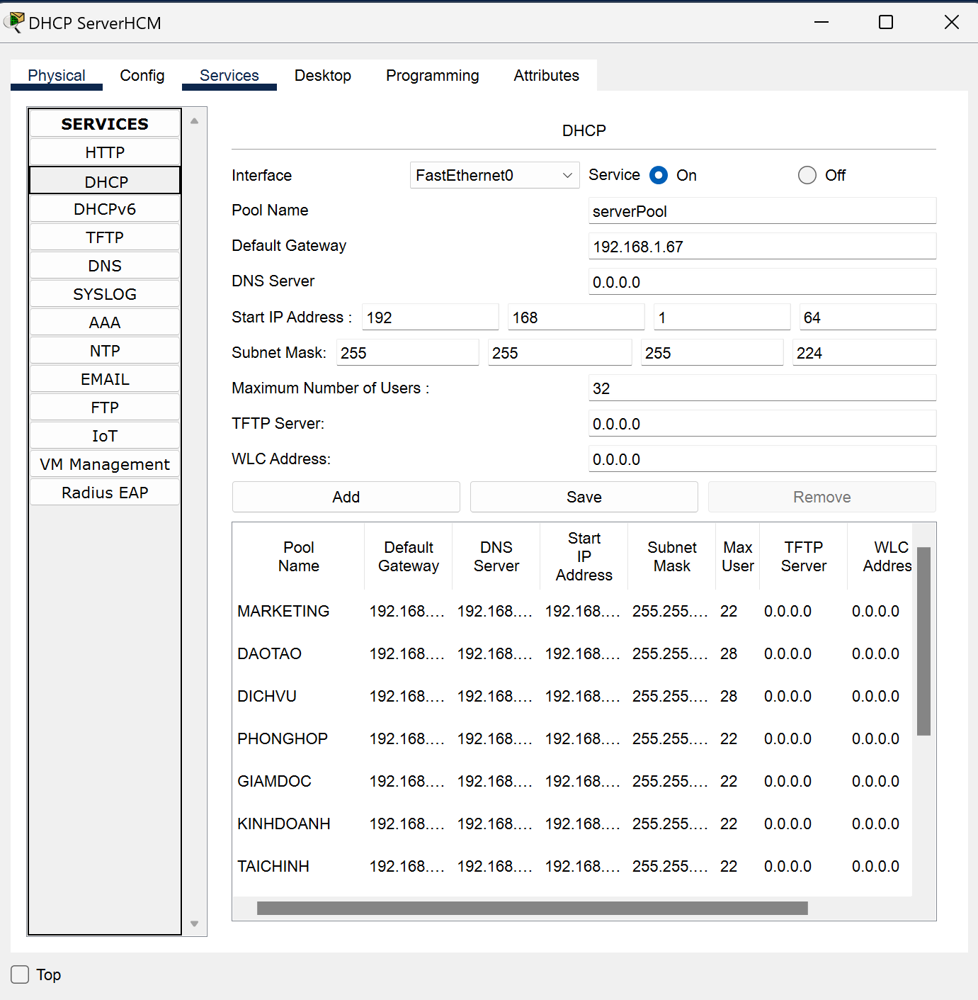 DHCP ServerHCM
Physical Config Services Desktop Programming Attributes
SERVICES
HTTP
DHCP
DHCPv6
TFTP
DNS
SYSLOG
AAA
NTP
EMAIL
FTP
IoT
VM Management
Radius EAP
DHCP
Interface FastEthernet0 Service On Off
Pool Name serverPool
Default Gateway 192.168.1.67
DNS Server 0.0.0.0
Start IP Address : 192 168 1 64
Subnet Mask: 255 255 255 224
Maximum Number of Users : 32
TFTP Server: 0.0.0.0
WLC Address: 0.0.0.0
Add Save Remove
Pool Name Default Gateway DNS Server Start IP Address Subnet Mask Max User TFTP Server WLC Addres
MARKETING 192.168.... 192.168.... 192.168.... 255.255.... 22 0.0.0.0 0.0.0.0
DAOTAO 192.168.... 192.168.... 192.168.... 255.255.... 28 0.0.0.0 0.0.0.0
DICHVU 192.168.... 192.168.... 192.168.... 255.255.... 28 0.0.0.0 0.0.0.0
PHONGHOP 192.168.... 192.168.... 192.168.... 255.255.... 22 0.0.0.0 0.0.0.0
GIAMDOC 192.168.... 192.168.... 192.168.... 255.255.... 22 0.0.0.0 0.0.0.0
KINHDOANH 192.168.... 192.168.... 192.168.... 255.255.... 22 0.0.0.0 0.0.0.0
TAICHINH 192.168.... 192.168.... 192.168.... 255.255.... 22 0.0.0.0 0.0.0.0
Top